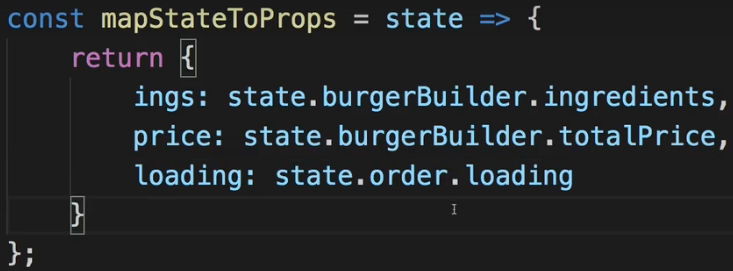 const mapStateToProps = state => {
    return {
        ings: state.burgerBuilder.ingredients,
        price: state.burgerBuilder.totalPrice,
        loading: state.order.loading
    }
};